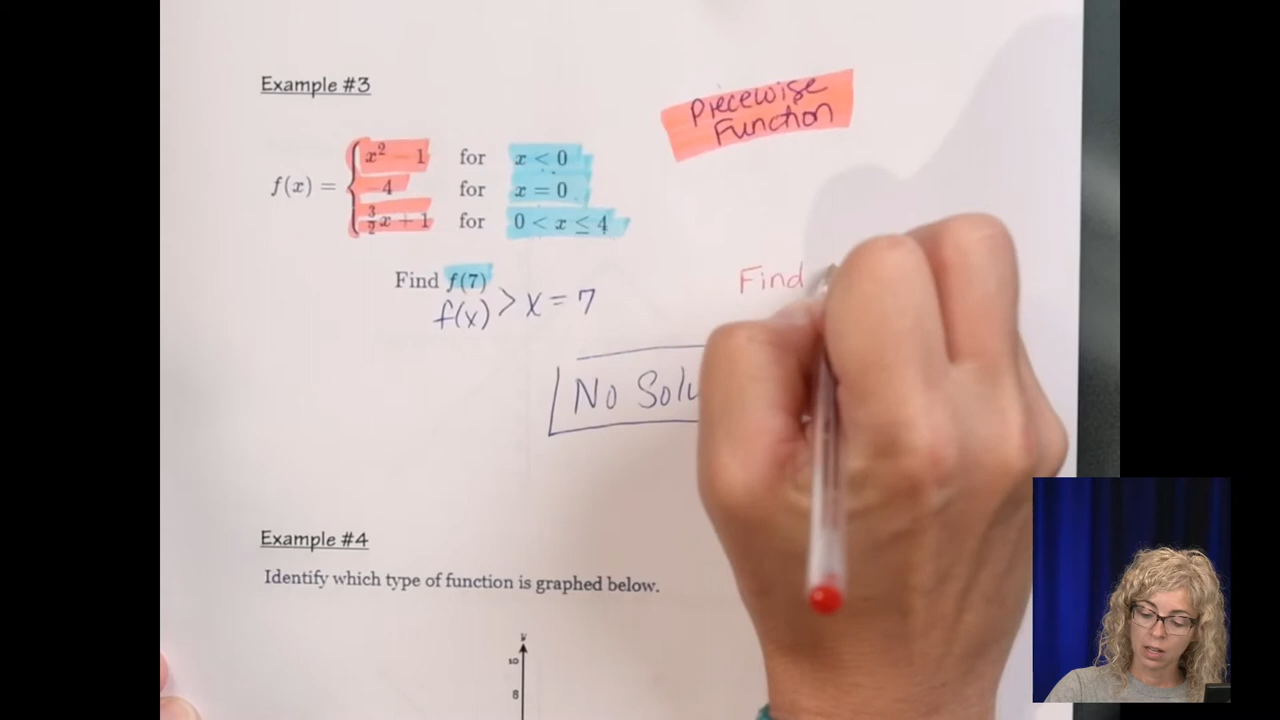 Example #3
Piecewise
Function
f(x) = { x² − 1 for x < 0
−4 for x = 0
3/2 x + 1 for 0 < x ≤ 4
Find f(7)
f(x) > x = 7
Find
No Solu
Example #4
Identify which type of function is graphed below.
y
10
8